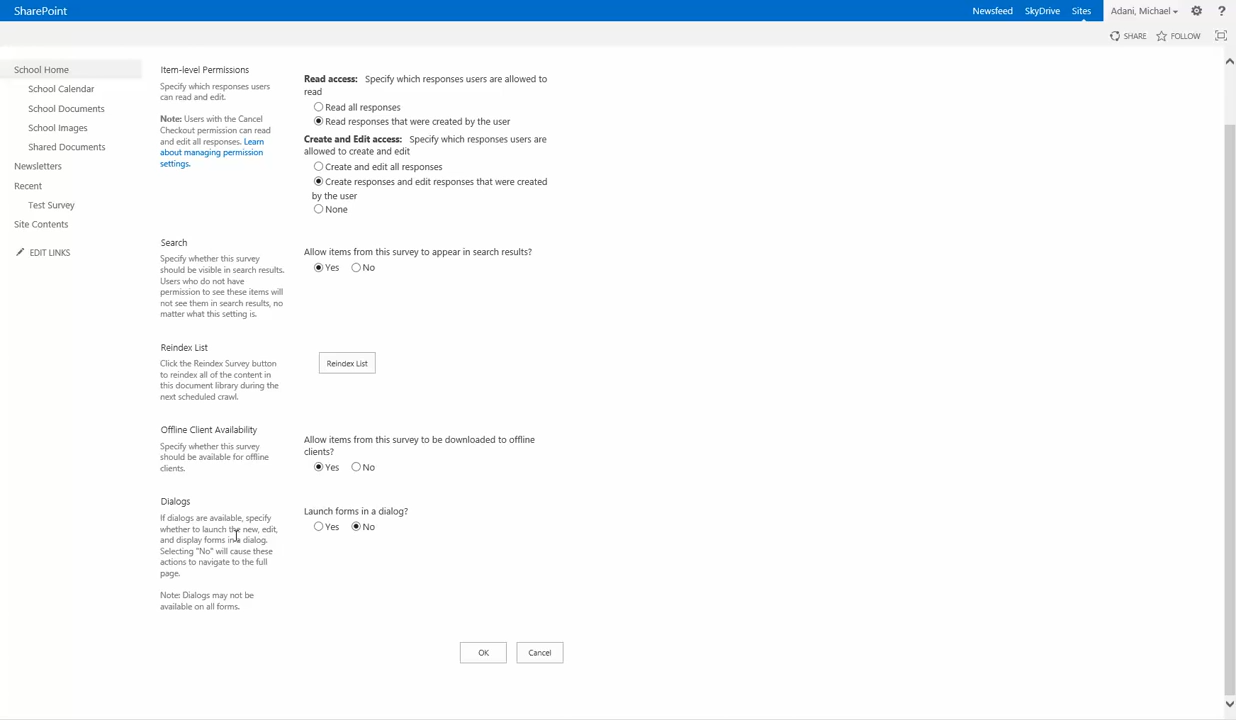 SharePoint
Newsfeed SkyDrive Sites Adani, Michael ?
SHARE FOLLOW
School Home
School Calendar
School Documents
School Images
Shared Documents
Newsletters
Recent
Test Survey
Site Contents
EDIT LINKS
Item-level Permissions
Specify which responses users
can read and edit.
Note: Users with the Cancel
Checkout permission can read
and edit all responses. Learn
about managing permission
settings.
Read access: Specify which responses users are allowed to
read
Read all responses
Read responses that were created by the user
Create and Edit access: Specify which responses users are
allowed to create and edit
Create and edit all responses
Create responses and edit responses that were created
by the user
None
Search
Specify whether this survey
should be visible in search results.
Users who do not have
permission to see these items will
not see them in search results, no
matter what this setting is.
Allow items from this survey to appear in search results?
Yes No
Reindex List
Click the Reindex Survey button
to reindex all of the content in
this document library during the
next scheduled crawl.
Reindex List
Offline Client Availability
Specify whether this survey
should be available for offline
clients.
Allow items from this survey to be downloaded to offline
clients?
Yes No
Dialogs
If dialogs are available, specify
whether to launch the new, edit,
and display forms in a dialog.
Selecting "No" will cause these
actions to navigate to the full
page.
Note: Dialogs may not be
available on all forms.
Launch forms in a dialog?
Yes No
OK Cancel